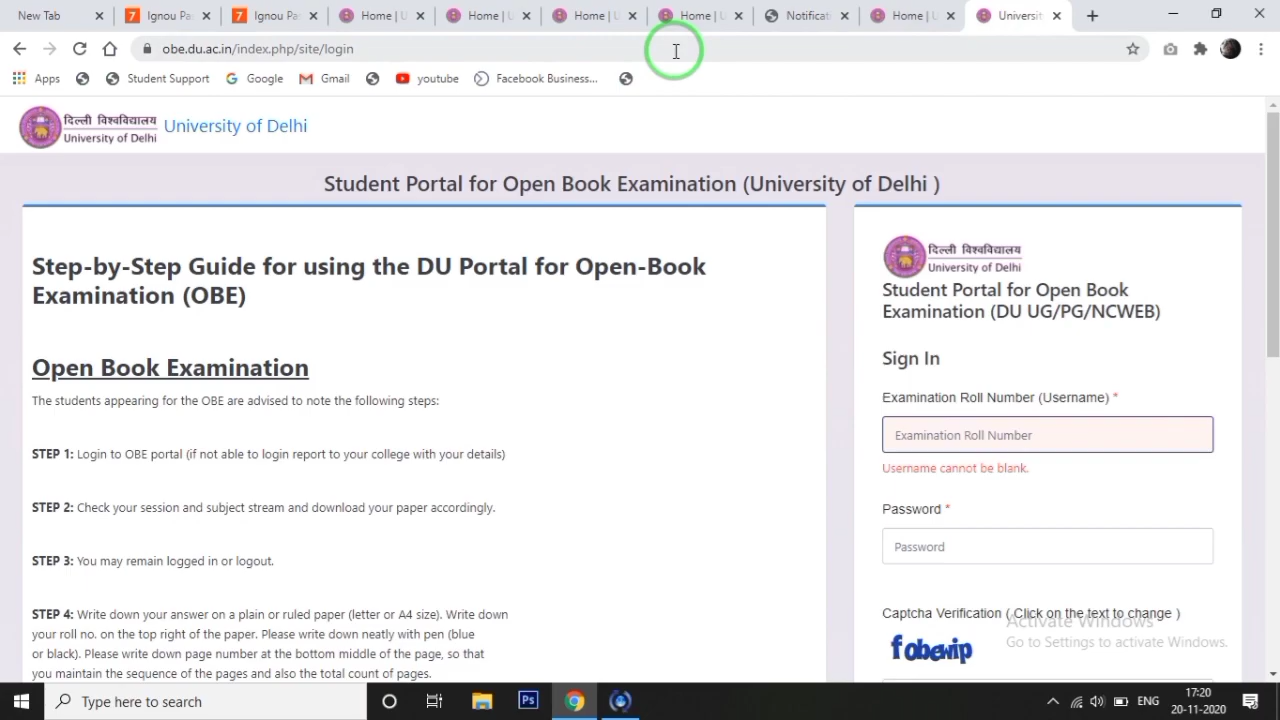 New Tab
Ignou Pa
Ignou Pa
Home | U
Home | U
Home | U
Home | U
Notificat
Home | U
Universit
obe.du.ac.in/index.php/site/login
Apps
Student Support
Google
Gmail
youtube
Facebook Business...
दिल्ली विश्वविद्यालय
University of Delhi
University of Delhi
Student Portal for Open Book Examination (University of Delhi )
Step-by-Step Guide for using the DU Portal for Open-Book
Examination (OBE)
Open Book Examination
The students appearing for the OBE are advised to note the following steps:
STEP 1: Login to OBE portal (if not able to login report to your college with your details)
STEP 2: Check your session and subject stream and download your paper accordingly.
STEP 3: You may remain logged in or logout.
STEP 4: Write down your answer on a plain or ruled paper (letter or A4 size). Write down
your roll no. on the top right of the paper. Please write down neatly with pen (blue
or black). Please write down page number at the bottom middle of the page, so that
you maintain the sequence of the pages and also the total count of pages.
दिल्ली विश्वविद्यालय
University of Delhi
Student Portal for Open Book
Examination (DU UG/PG/NCWEB)
Sign In
Examination Roll Number (Username) *
Examination Roll Number
Username cannot be blank.
Password *
Password
Captcha Verification ( Click on the text to change )
fobewip
Activate Windows
Go to Settings to activate Windows.
Type here to search
Ps
ENG
17:20
20-11-2020